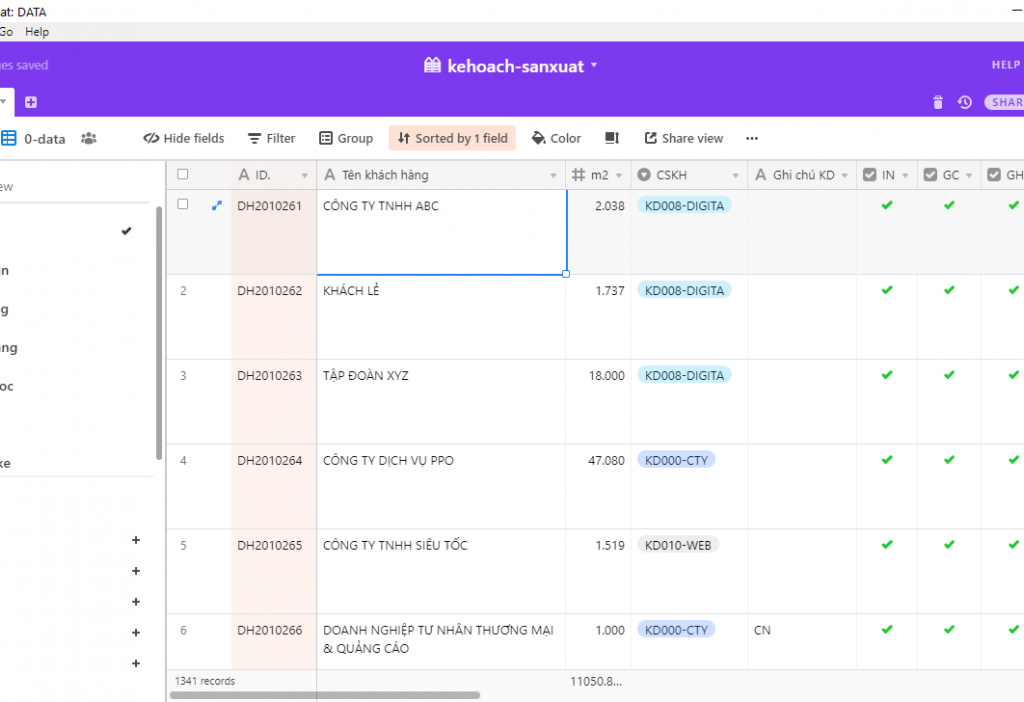 at: DATA
Go Help
es saved
kehoach-sanxuat
HELP
SHAR
0-data
Hide fields Filter Group Sorted by 1 field Color Share view ...
ew
in
g
ng
oc
ke
A ID. A Tên khách hàng m2 CSKH A Ghi chú KD IN GC GH
DH2010261 CÔNG TY TNHH ABC 2.038 KD008-DIGITA
2 DH2010262 KHÁCH LẺ 1.737 KD008-DIGITA
3 DH2010263 TẬP ĐOÀN XYZ 18.000 KD008-DIGITA
4 DH2010264 CÔNG TY DỊCH VỤ PPO 47.080 KD000-CTY
5 DH2010265 CÔNG TY TNHH SIÊU TỐC 1.519 KD010-WEB
6 DH2010266 DOANH NGHIỆP TƯ NHÂN THƯƠNG MẠI 1.000 KD000-CTY CN
& QUẢNG CÁO
1341 records 11050.8...